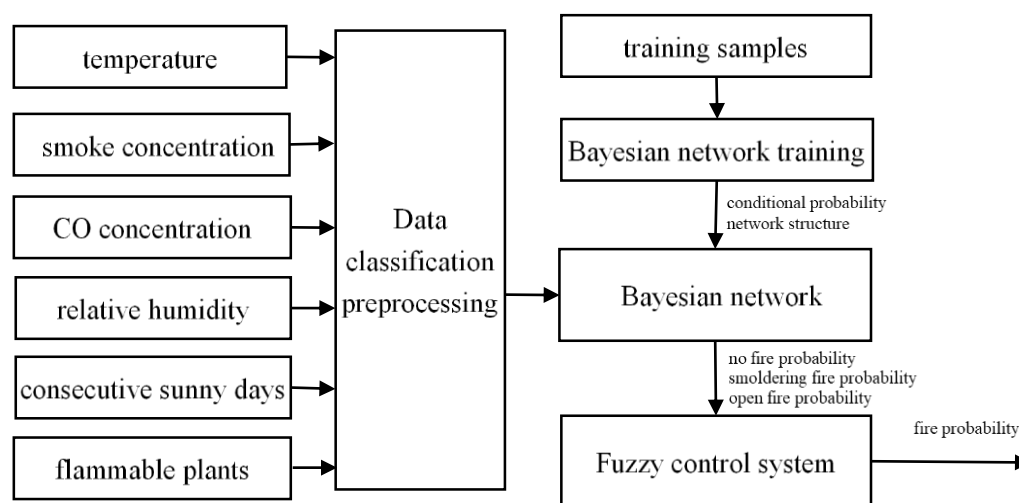 temperature
smoke concentration
CO concentration
relative humidity
consecutive sunny days
flammable plants
Data
classification
preprocessing
training samples
Bayesian network training
conditional probability
network structure
Bayesian network
no fire probability
smoldering fire probability
open fire probability
Fuzzy control system
fire probability